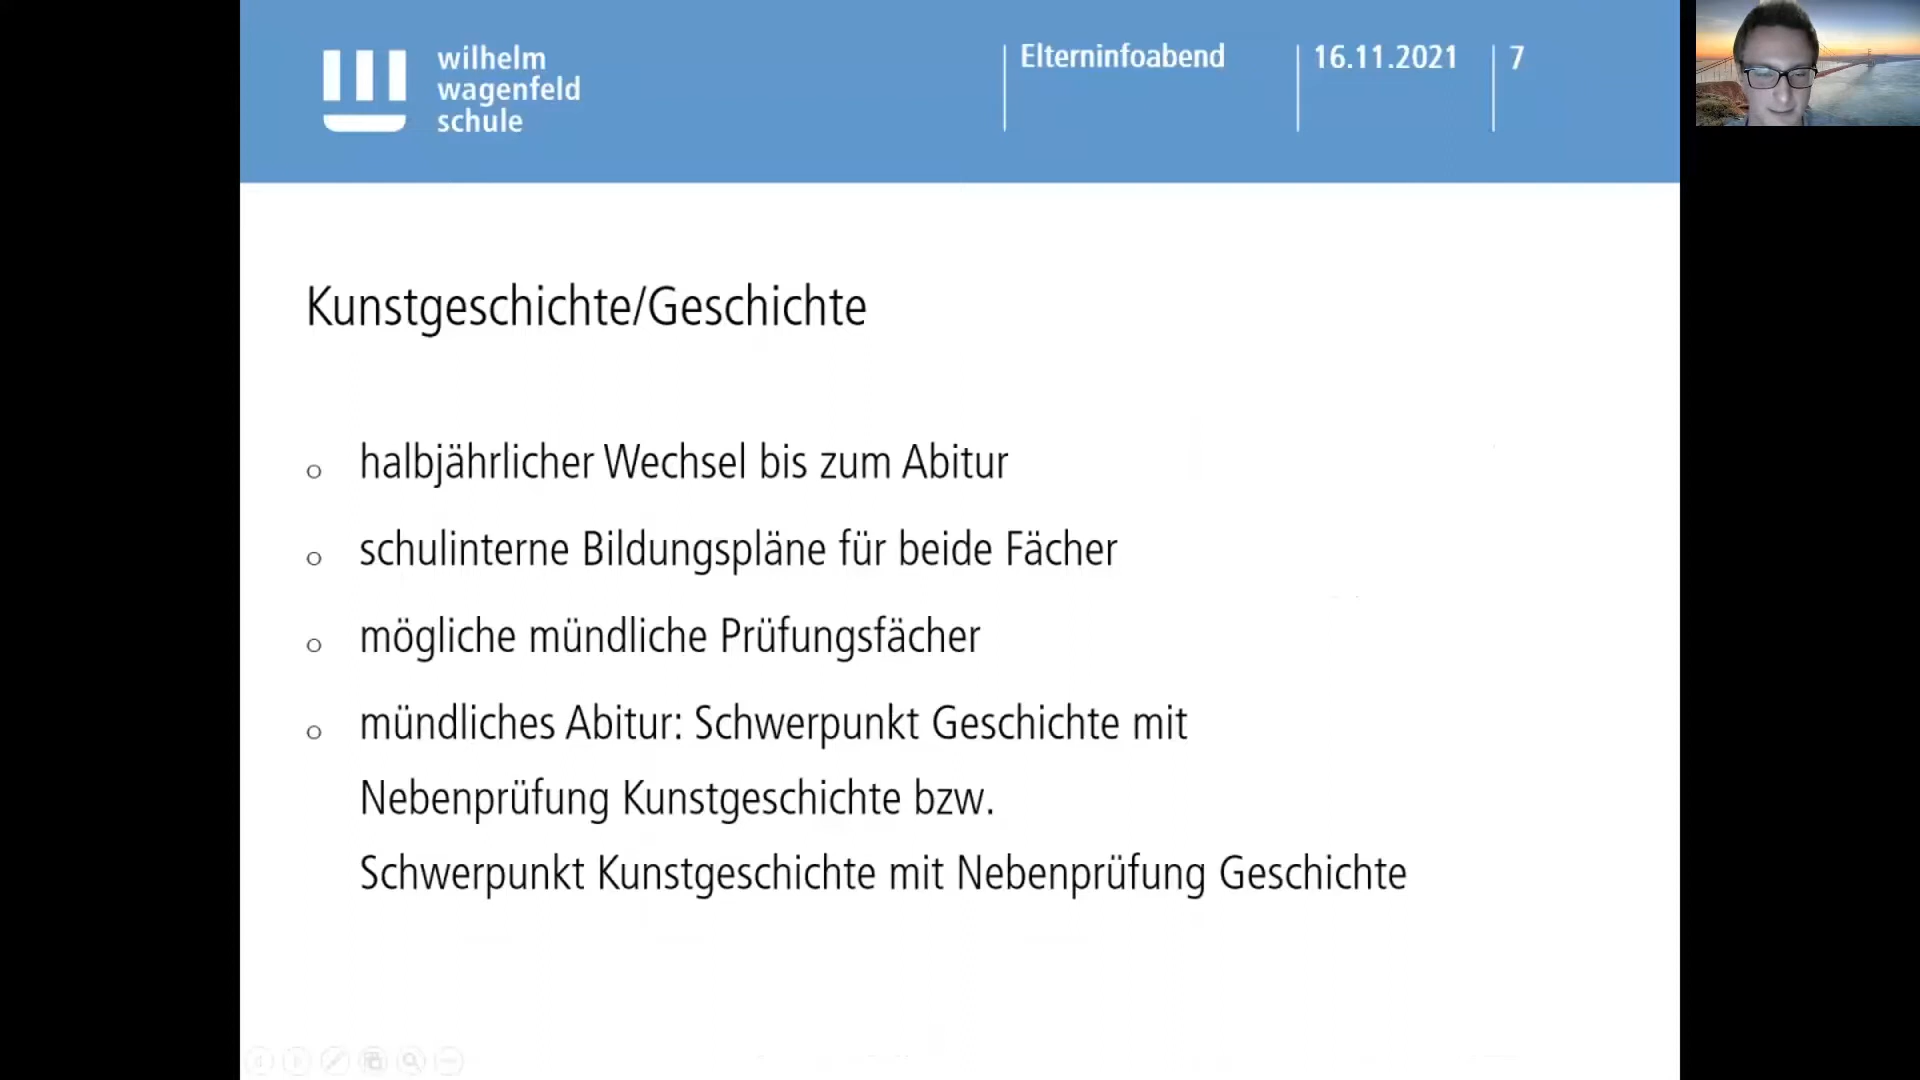 wilhelm
wagenfeld
schule
Elterninfoabend
16.11.2021
7
Kunstgeschichte/Geschichte
halbjährlicher Wechsel bis zum Abitur
schulinterne Bildungspläne für beide Fächer
mögliche mündliche Prüfungsfächer
mündliches Abitur: Schwerpunkt Geschichte mit
Nebenprüfung Kunstgeschichte bzw.
Schwerpunkt Kunstgeschichte mit Nebenprüfung Geschichte